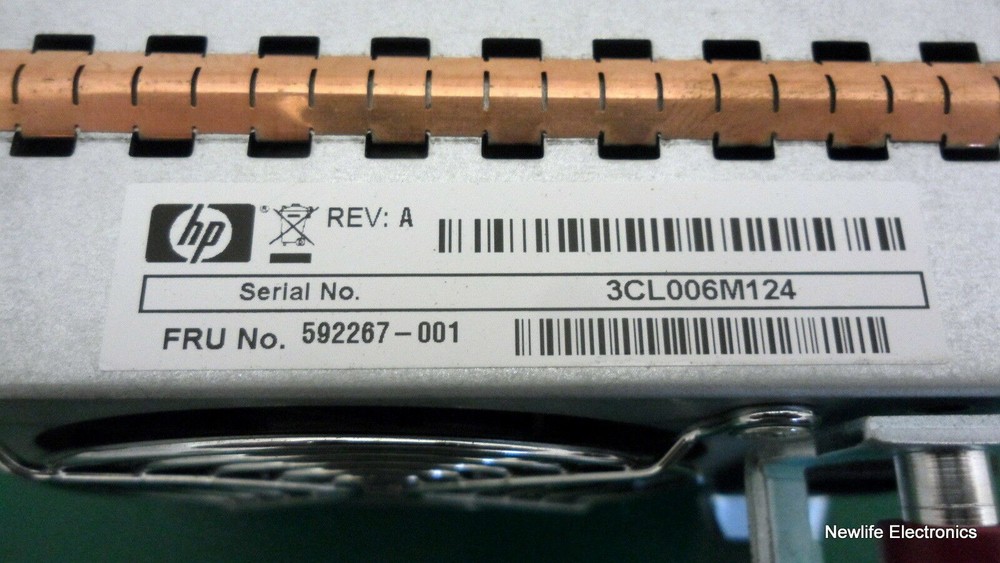 hp ® REV: A
Serial No. 3CL006M124
FRU No. 592267-001
Newlife Electronics